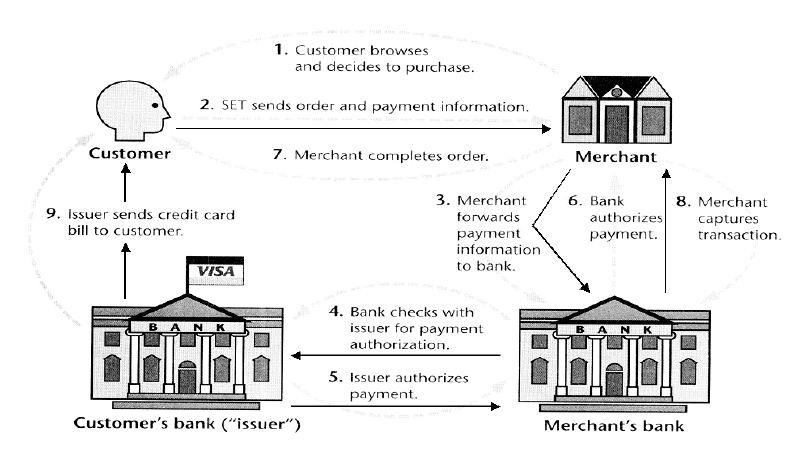 1. Customer browses
and decides to purchase.
2. SET sends order and payment information.
Customer
Merchant
7. Merchant completes order.
3. Merchant
forwards
payment
information
to bank.
6. Bank
authorizes
payment.
8. Merchant
captures
transaction.
9. Issuer sends credit card
bill to customer.
VISA
BANK
4. Bank checks with
issuer for payment
authorization.
BANK
5. Issuer authorizes
payment.
Customer's bank ("issuer")
Merchant's bank